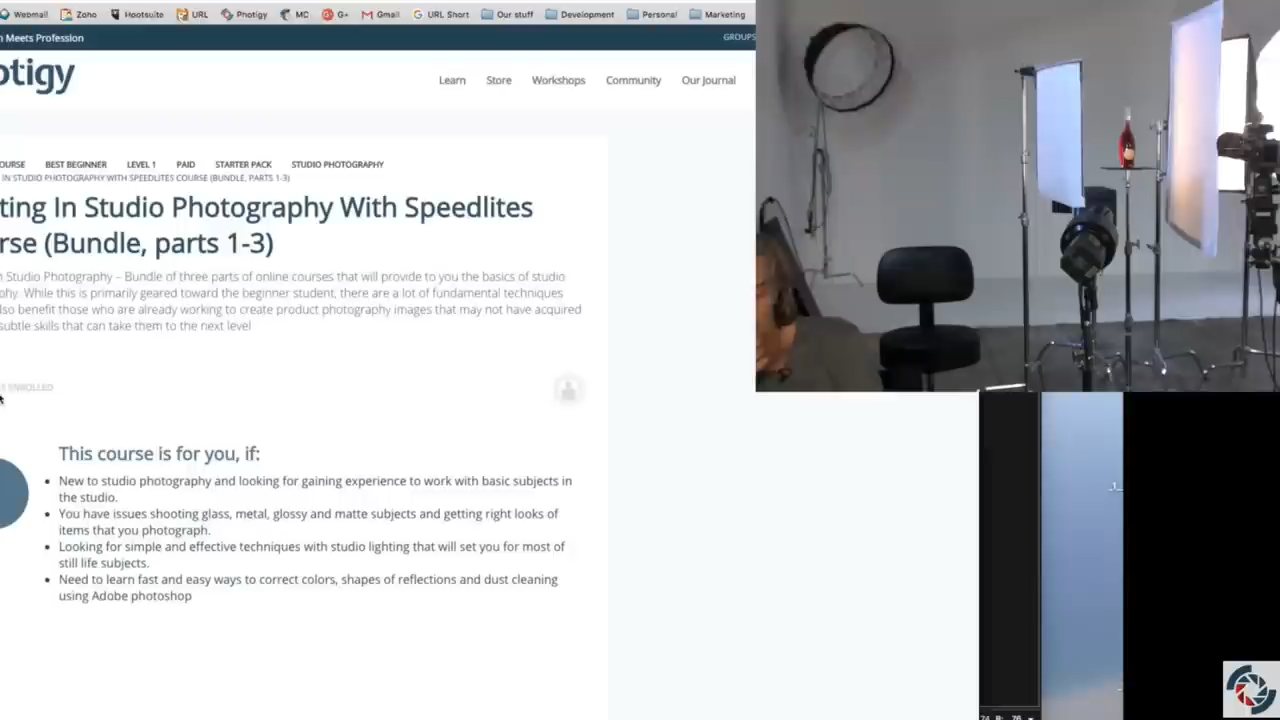 Webmail Zoho Hootsuite URL Photigy MC G+ Gmail URL Short Our stuff Development Personal Marketing
n Meets Profession GROUPS
otigy Learn Store Workshops Community Our Journal
OURSE BEST BEGINNER LEVEL 1 PAID STARTER PACK STUDIO PHOTOGRAPHY
IN STUDIO PHOTOGRAPHY WITH SPEEDLITES COURSE (BUNDLE, PARTS 1-3)
ting In Studio Photography With Speedlites
rse (Bundle, parts 1-3)
n Studio Photography – Bundle of three parts of online courses that will provide to you the basics of studio
phy. While this is primarily geared toward the beginner student, there are a lot of fundamental techniques
lso benefit those who are already working to create product photography images that may not have acquired
subtle skills that can take them to the next level
ENROLLED
This course is for you, if:
New to studio photography and looking for gaining experience to work with basic subjects in
the studio.
You have issues shooting glass, metal, glossy and matte subjects and getting right looks of
items that you photograph.
Looking for simple and effective techniques with studio lighting that will set you for most of
still life subjects.
Need to learn fast and easy ways to correct colors, shapes of reflections and dust cleaning
using Adobe photoshop